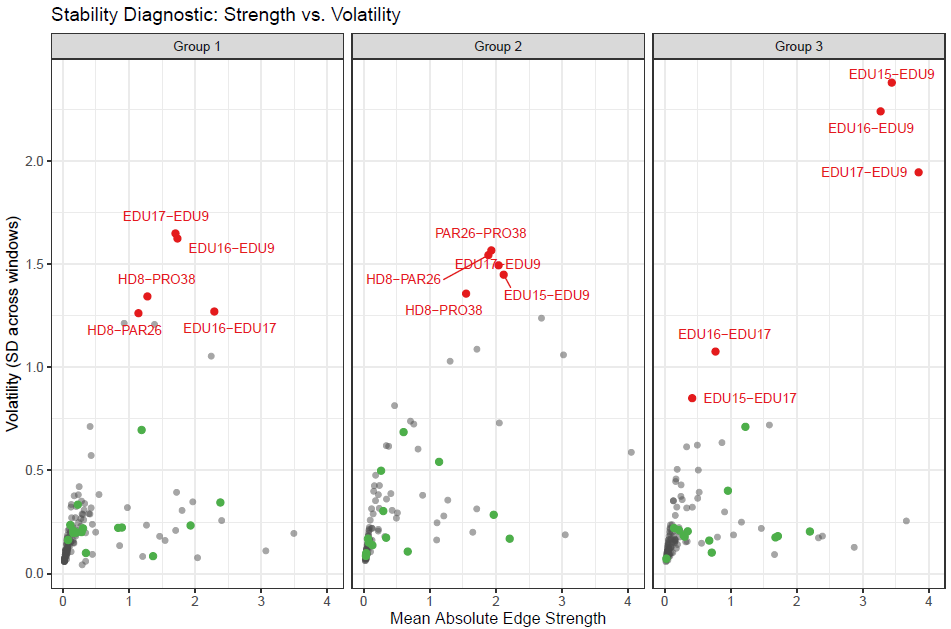 Stability Diagnostic: Strength vs. Volatility
Group 1
Group 2
Group 3
Volatility (SD across windows)
2.0
1.5
1.0
0.5
0.0
EDU17−EDU9
EDU16−EDU9
HD8−PRO38
HD8−PAR26
EDU16−EDU17
PAR26−PRO38
EDU17−EDU9
HD8−PAR26
EDU15−EDU9
HD8−PRO38
EDU15−EDU9
EDU16−EDU9
EDU17−EDU9
EDU16−EDU17
EDU15−EDU17
0 1 2 3 4
0 1 2 3 4
0 1 2 3 4
Mean Absolute Edge Strength